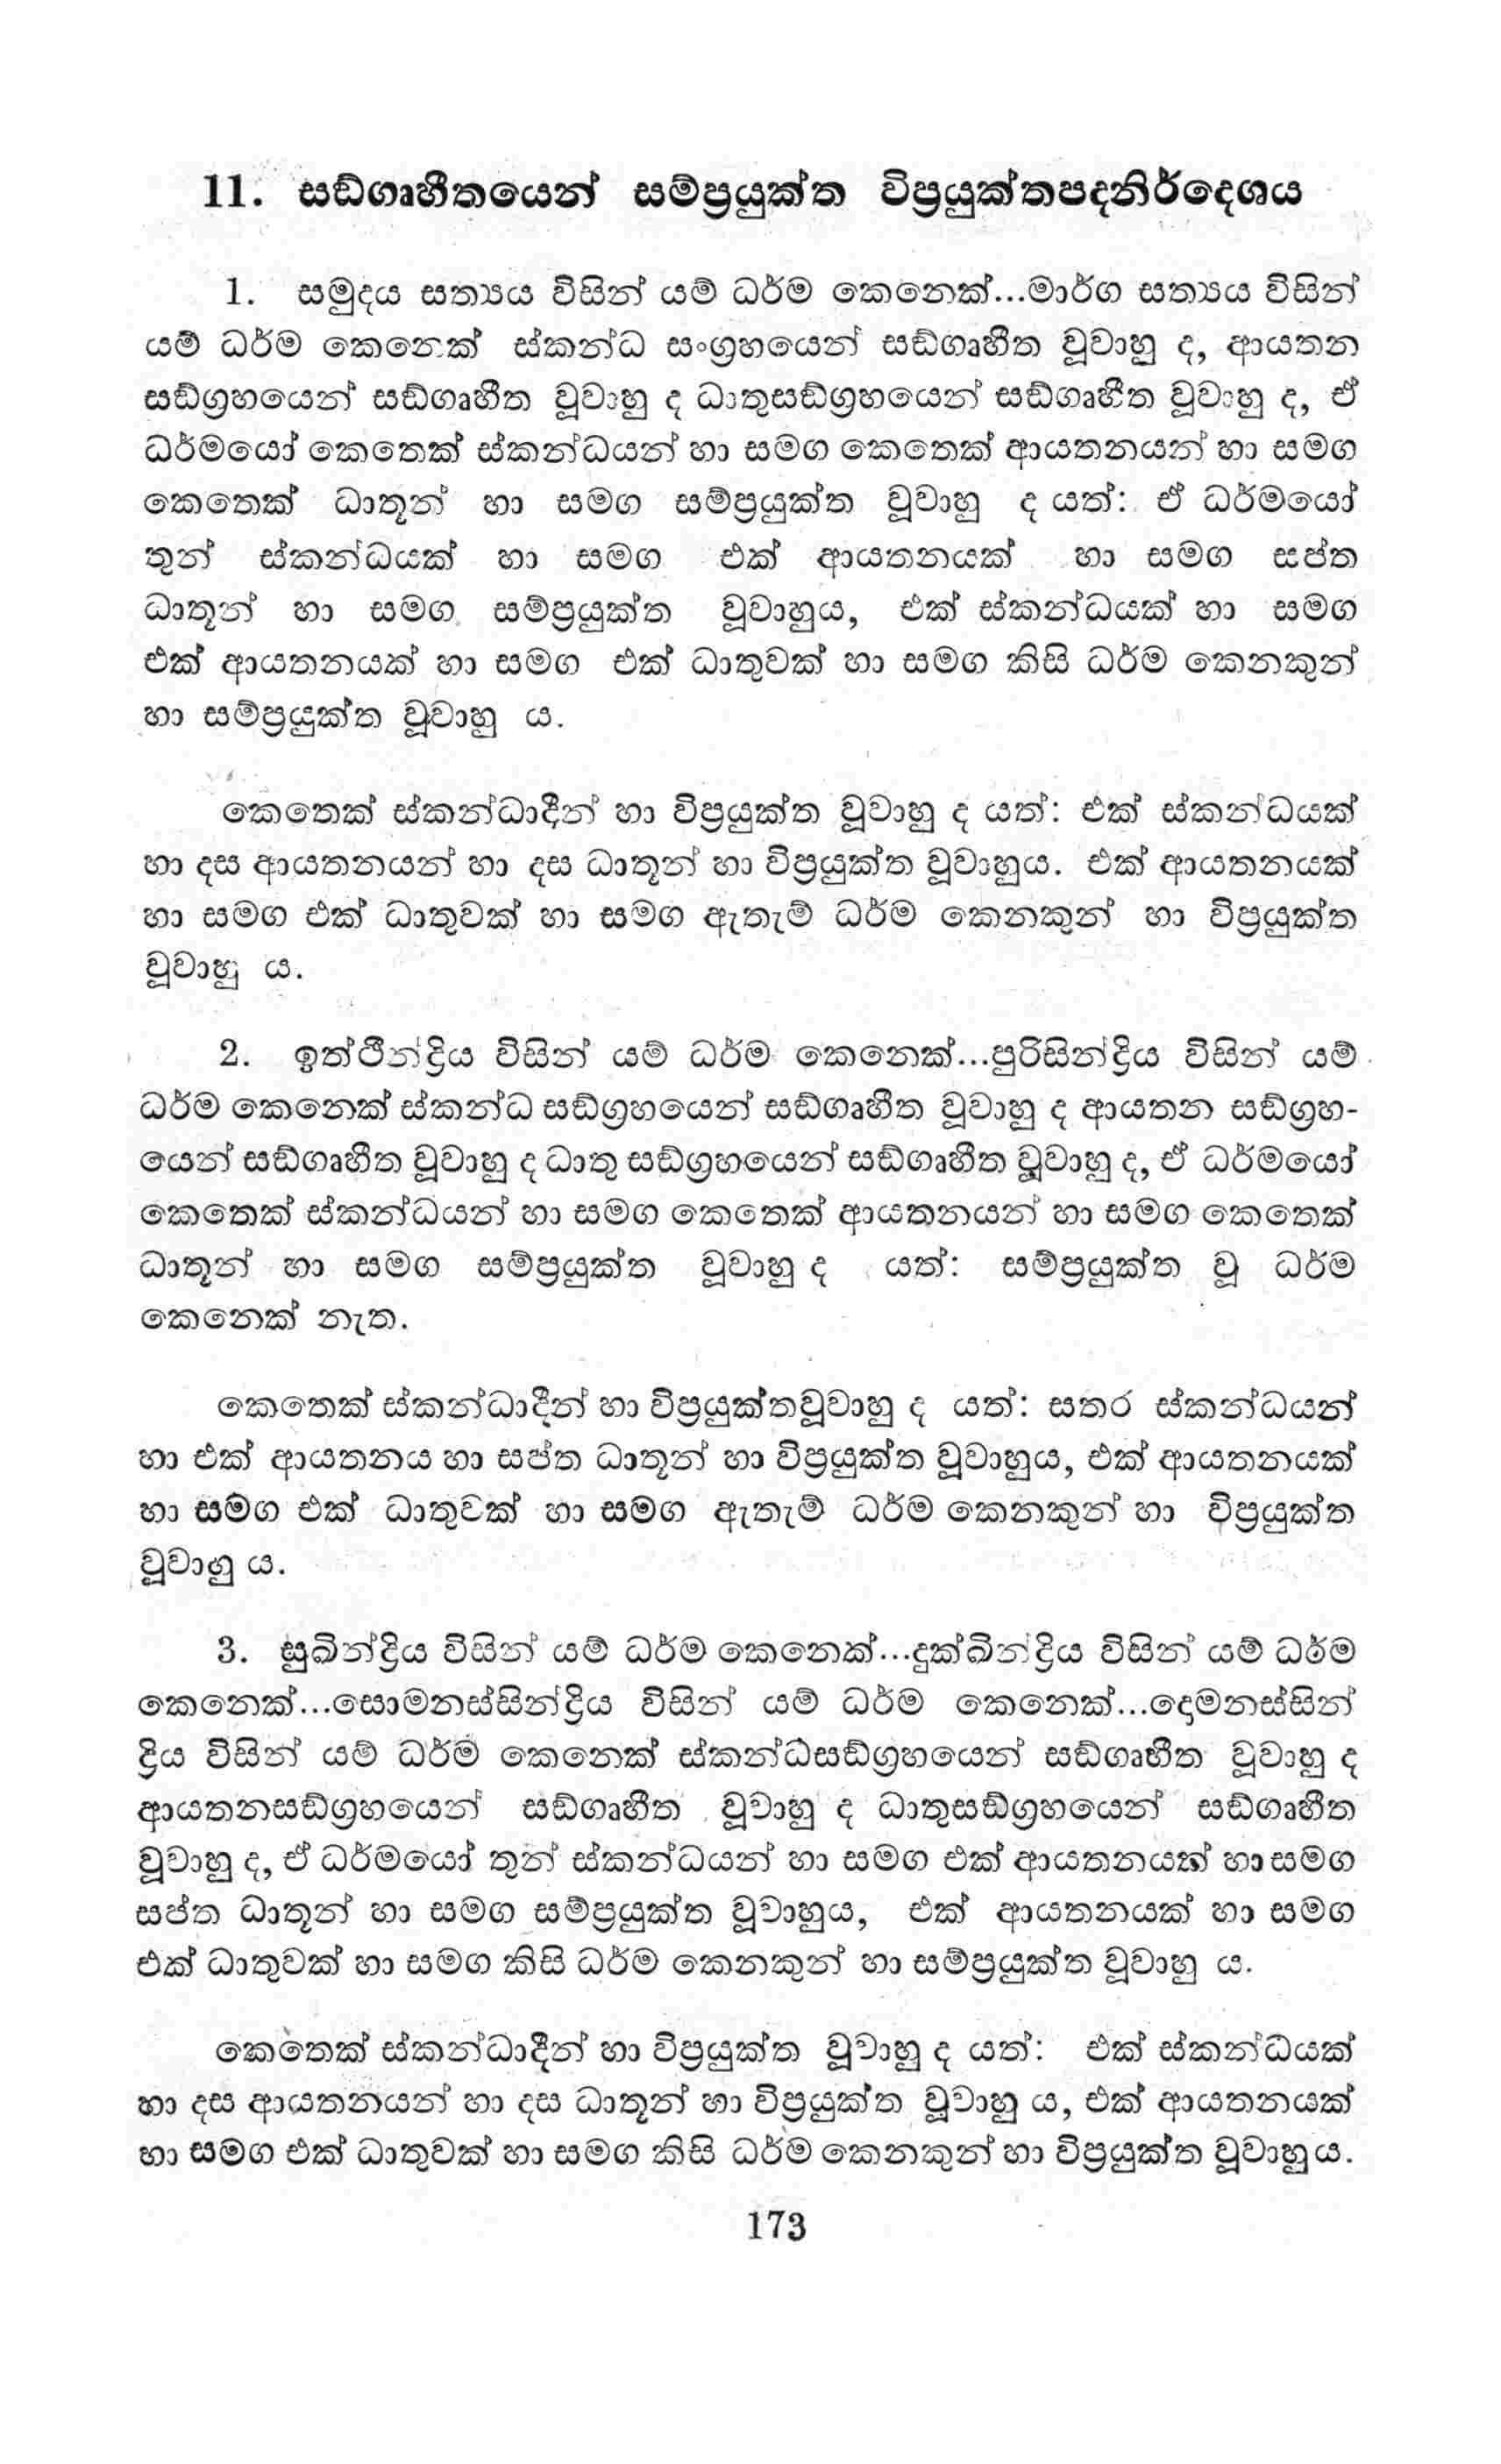 11. සඞ්ගෘහීතයෙන් සම්ප්‍රයුක්ත විප්‍රයුක්තපදනිර්දෙශය
1. සමුදය සත්‍යය විසින් යම් ධර්ම කෙනෙක්...මාර්ග සත්‍යය විසින්
යම් ධර්ම කෙනෙක් ස්කන්ධ සංග්‍රහයෙන් සඞ්ගෘහීත වූවාහු ද, ආයතන
සඞ්ග්‍රහයෙන් සඞ්ගෘහීත වූවාහු ද ධාතුසඞ්ග්‍රහයෙන් සඞ්ගෘහීත වූවාහු ද, ඒ
ධර්මයෝ කෙතෙක් ස්කන්ධයන් හා සමග කෙතෙක් ආයතනයන් හා සමග
කෙතෙක් ධාතූන් හා සමග සම්ප්‍රයුක්ත වූවාහු ද යත්: ඒ ධර්මයෝ
තුන් ස්කන්ධයක් හා සමග එක් ආයතනයක් හා සමග සප්ත
ධාතූන් හා සමග සම්ප්‍රයුක්ත වූවාහුය, එක් ස්කන්ධයක් හා සමග
එක් ආයතනයක් හා සමග එක් ධාතුවක් හා සමග කිසි ධර්ම කෙනකුන්
හා සම්ප්‍රයුක්ත වූවාහු ය.
කෙතෙක් ස්කන්ධාදීන් හා විප්‍රයුක්ත වූවාහු ද යත්: එක් ස්කන්ධයක්
හා දස ආයතනයන් හා දස ධාතූන් හා විප්‍රයුක්ත වූවාහුය. එක් ආයතනයක්
හා සමග එක් ධාතුවක් හා සමග ඇතැම් ධර්ම කෙනකුන් හා විප්‍රයුක්ත
වූවාහු ය.
2. ඉත්ථීන්ද්‍රිය විසින් යම් ධර්ම කෙනෙක්...පුරිසින්ද්‍රිය විසින් යම්
ධර්ම කෙනෙක් ස්කන්ධ සඞ්ග්‍රහයෙන් සඞ්ගෘහීත වූවාහු ද ආයතන සඞ්ග්‍රහ-
යෙන් සඞ්ගෘහීත වූවාහු ද ධාතු සඞ්ග්‍රහයෙන් සඞ්ගෘහීත වූවාහු ද, ඒ ධර්මයෝ
කෙතෙක් ස්කන්ධයන් හා සමග කෙතෙක් ආයතනයන් හා සමග කෙතෙක්
ධාතූන් හා සමග සම්ප්‍රයුක්ත වූවාහු ද යත්: සම්ප්‍රයුක්ත වූ ධර්ම
කෙනෙක් නැත.
කෙතෙක් ස්කන්ධාදීන් හා විප්‍රයුක්තවූවාහු ද යත්: සතර ස්කන්ධයන්
හා එක් ආයතනය හා සප්ත ධාතූන් හා විප්‍රයුක්ත වූවාහුය, එක් ආයතනයක්
හා සමග එක් ධාතුවක් හා සමග ඇතැම් ධර්ම කෙනකුන් හා විප්‍රයුක්ත
වූවාහු ය.
3. සුඛින්ද්‍රිය විසින් යම් ධර්ම කෙනෙක්...දුක්ඛින්ද්‍රිය විසින් යම් ධර්ම
කෙනෙක්...සොමනස්සින්ද්‍රිය විසින් යම් ධර්ම කෙනෙක්...දොමනස්සින්
ද්‍රිය විසින් යම් ධර්ම කෙනෙක් ස්කන්ධසඞ්ග්‍රහයෙන් සඞ්ගෘහීත වූවාහු ද
ආයතනසඞ්ග්‍රහයෙන් සඞ්ගෘහීත වූවාහු ද ධාතුසඞ්ග්‍රහයෙන් සඞ්ගෘහීත
වූවාහු ද, ඒ ධර්මයෝ තුන් ස්කන්ධයන් හා සමග එක් ආයතනයක් හා සමග
සප්ත ධාතූන් හා සමග සම්ප්‍රයුක්ත වූවාහුය, එක් ආයතනයක් හා සමග
එක් ධාතුවක් හා සමග කිසි ධර්ම කෙනකුන් හා සම්ප්‍රයුක්ත වූවාහු ය.
කෙතෙක් ස්කන්ධාදීන් හා විප්‍රයුක්ත වූවාහු ද යත්: එක් ස්කන්ධයක්
හා දස ආයතනයන් හා දස ධාතූන් හා විප්‍රයුක්ත වූවාහු ය, එක් ආයතනයක්
හා සමග එක් ධාතුවක් හා සමග කිසි ධර්ම කෙනකුන් හා විප්‍රයුක්ත වූවාහුය.
173